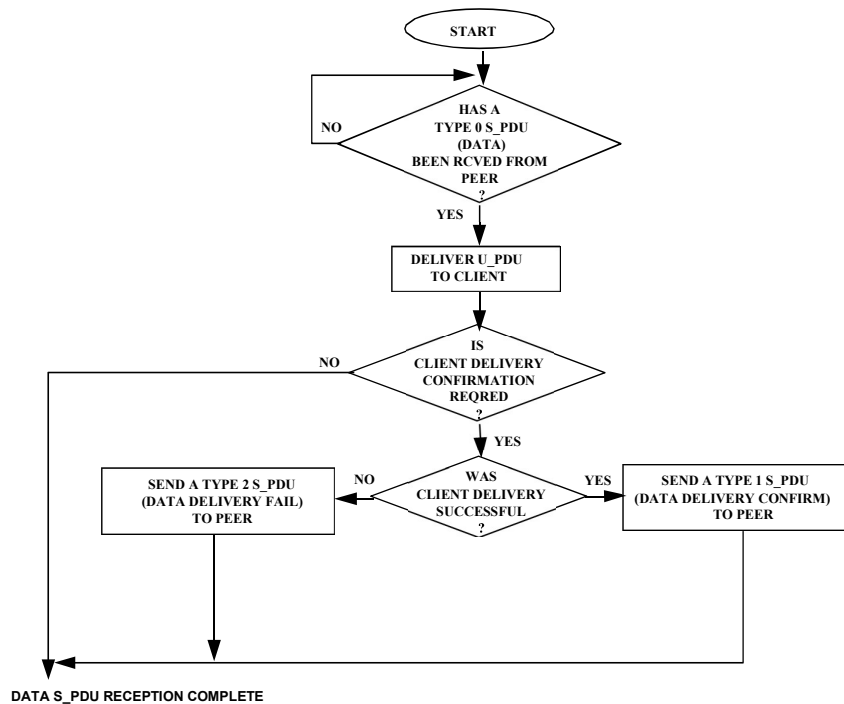 START
HAS A
TYPE 0 S_PDU
(DATA)
BEEN RCVED FROM
PEER
?
NO
YES
DELIVER U_PDU
TO CLIENT
IS
CLIENT DELIVERY
CONFIRMATION
REQRED
?
NO
YES
WAS
CLIENT DELIVERY
SUCCESSFUL
?
NO
YES
SEND A TYPE 2 S_PDU
(DATA DELIVERY FAIL)
TO PEER
SEND A TYPE 1 S_PDU
(DATA DELIVERY CONFIRM)
TO PEER
DATA S_PDU RECEPTION COMPLETE